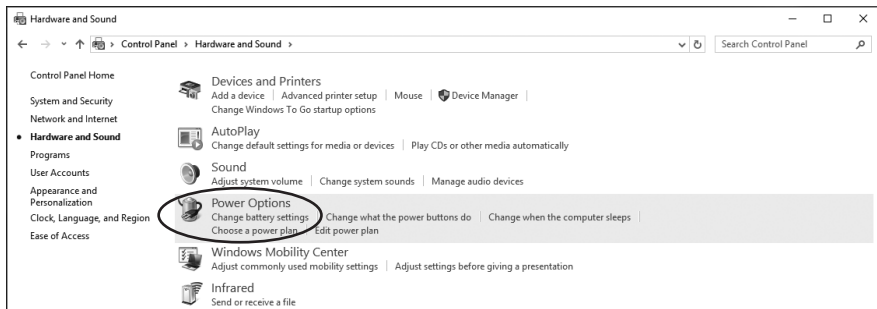 Hardware and Sound
Control Panel > Hardware and Sound >
Search Control Panel
Control Panel Home
System and Security
Network and Internet
Hardware and Sound
Programs
User Accounts
Appearance and
Personalization
Clock, Language, and Region
Ease of Access
Devices and Printers
Add a device | Advanced printer setup | Mouse | Device Manager |
Change Windows To Go startup options
AutoPlay
Change default settings for media or devices | Play CDs or other media automatically
Sound
Adjust system volume | Change system sounds | Manage audio devices
Power Options
Change battery settings | Change what the power buttons do | Change when the computer sleeps |
Choose a power plan | Edit power plan
Windows Mobility Center
Adjust commonly used mobility settings | Adjust settings before giving a presentation
Infrared
Send or receive a file